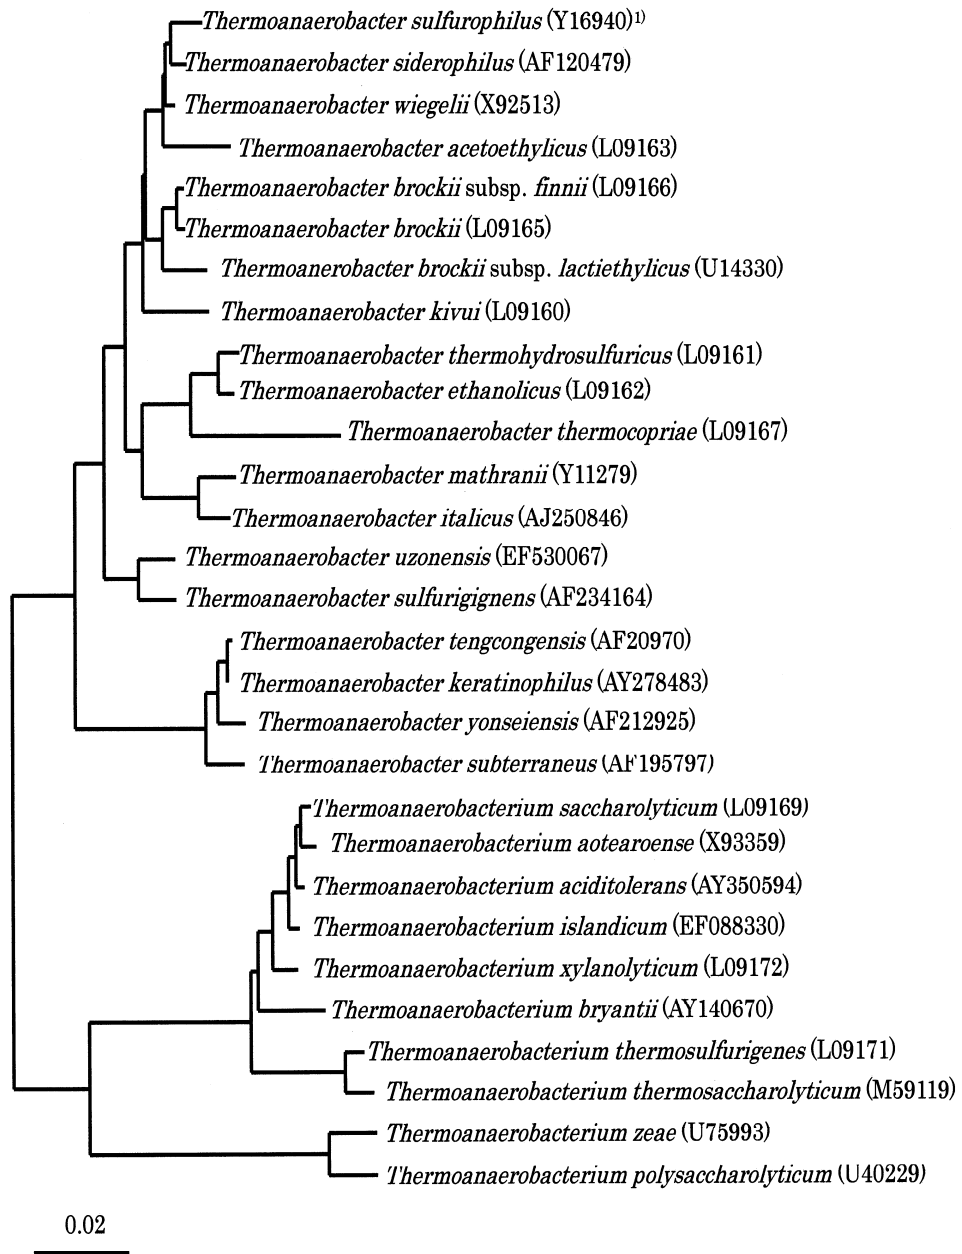 Thermoanaerobacter sulfurophilus (Y16940)1)
Thermoanaerobacter siderophilus (AF120479)
Thermoanaerobacter wiegelii (X92513)
Thermoanaerobacter acetoethylicus (L09163)
Thermoanaerobacter brockii subsp. finnii (L09166)
Thermoanaerobacter brockii (L09165)
Thermoanerobacter brockii subsp. lactiethylicus (U14330)
Thermoanaerobacter kivui (L09160)
Thermoanaerobacter thermohydrosulfuricus (L09161)
Thermoanaerobacter ethanolicus (L09162)
Thermoanaerobacter thermocopriae (L09167)
Thermoanaerobacter mathranii (Y11279)
Thermoanaerobacter italicus (AJ250846)
Thermoanaerobacter uzonensis (EF530067)
Thermoanaerobacter sulfurigignens (AF234164)
Thermoanaerobacter tengcongensis (AF20970)
Thermoanaerobacter keratinophilus (AY278483)
Thermoanaerobacter yonseiensis (AF212925)
Thermoanaerobacter subterraneus (AF195797)
Thermoanaerobacterium saccharolyticum (L09169)
Thermoanaerobacterium aotearoense (X93359)
Thermoanaerobacterium aciditolerans (AY350594)
Thermoanaerobacterium islandicum (EF088330)
Thermoanaerobacterium xylanolyticum (L09172)
Thermoanaerobacterium bryantii (AY140670)
Thermoanaerobacterium thermosulfurigenes (L09171)
Thermoanaerobacterium thermosaccharolyticum (M59119)
Thermoanaerobacterium zeae (U75993)
Thermoanaerobacterium polysaccharolyticum (U40229)
0.02